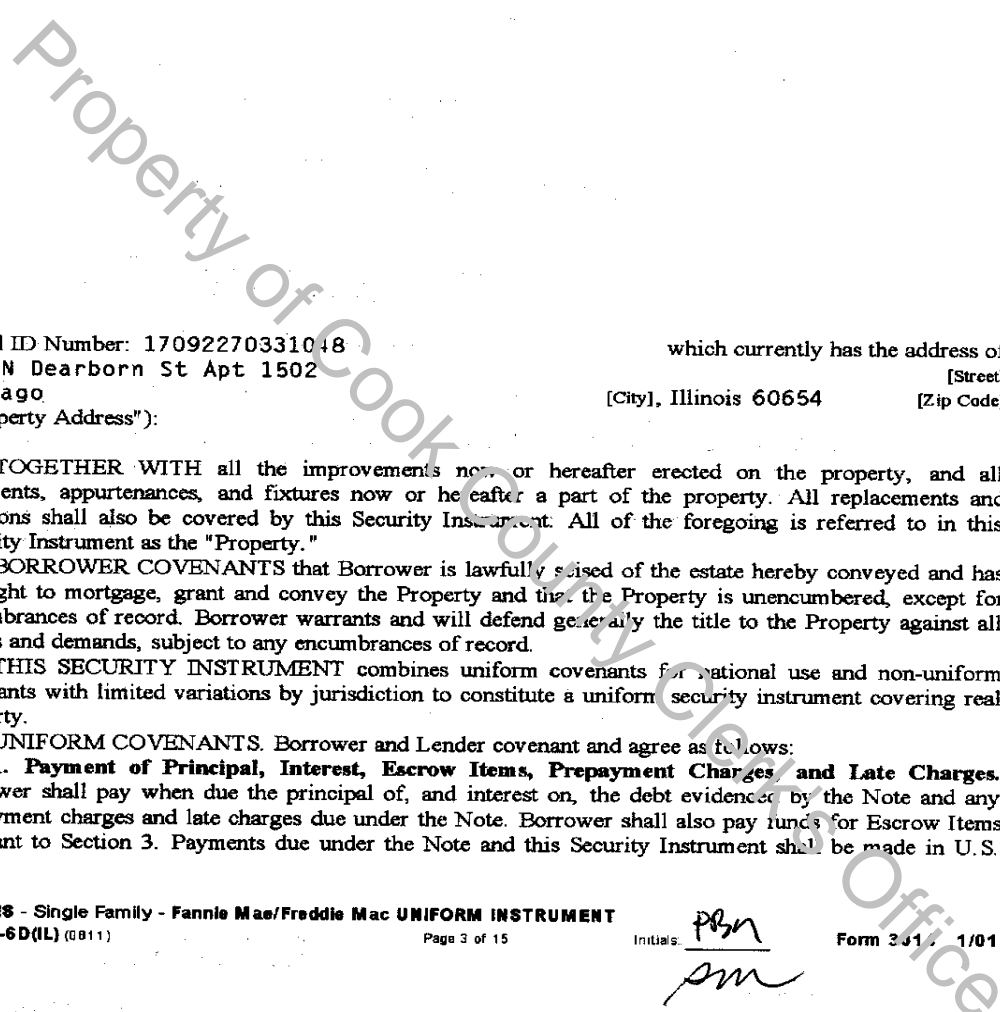 Property of Cook County Clerk's Office
ID Number: 17092270331048 which currently has the address of
N Dearborn St Apt 1502 [Street]
ago [City], Illinois 60654 [Zip Code]
perty Address"):
TOGETHER WITH all the improvements now or hereafter erected on the property, and all
ents, appurtenances, and fixtures now or hereafter a part of the property. All replacements and
ons shall also be covered by this Security Instrument. All of the foregoing is referred to in this
ity Instrument as the "Property."
BORROWER COVENANTS that Borrower is lawfully seised of the estate hereby conveyed and has
ght to mortgage, grant and convey the Property and that the Property is unencumbered, except for
brances of record. Borrower warrants and will defend generally the title to the Property against all
s and demands, subject to any encumbrances of record.
THIS SECURITY INSTRUMENT combines uniform covenants for national use and non-uniform
ants with limited variations by jurisdiction to constitute a uniform security instrument covering real
rty.
UNIFORM COVENANTS. Borrower and Lender covenant and agree as follows:
. Payment of Principal, Interest, Escrow Items, Prepayment Charges, and Late Charges.
wer shall pay when due the principal of, and interest on, the debt evidenced by the Note and any
yment charges and late charges due under the Note. Borrower shall also pay funds for Escrow Items
ant to Section 3. Payments due under the Note and this Security Instrument shall be made in U.S.
S - Single Family - Fannie Mae/Freddie Mac UNIFORM INSTRUMENT
-6D(IL) (0811) Page 3 of 15 Initials: PBN Form 3014 1/01
SM